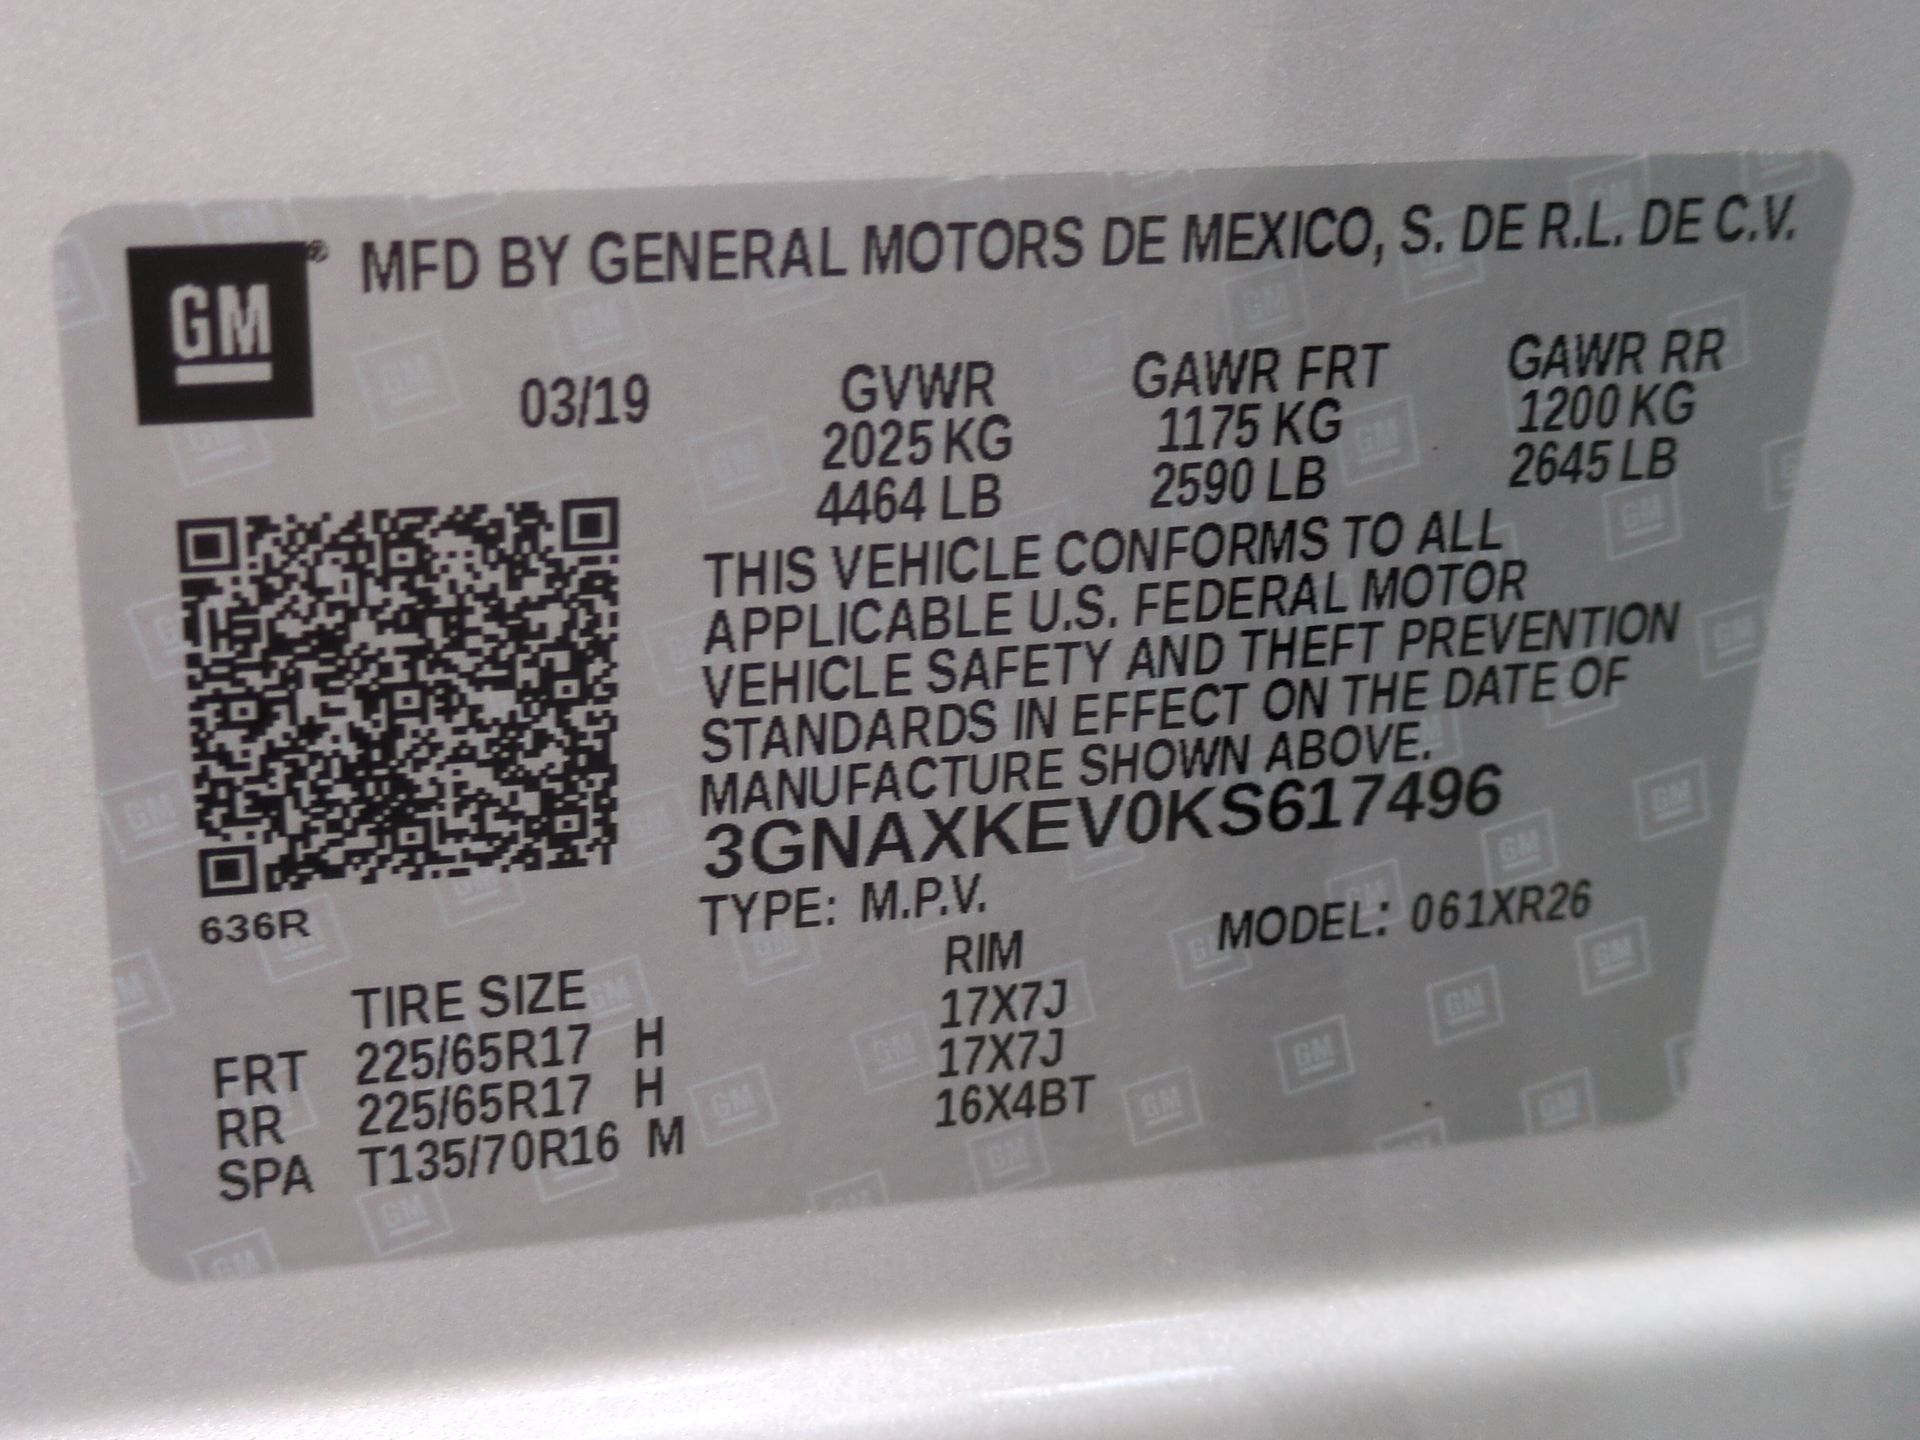 GM® MFD BY GENERAL MOTORS DE MEXICO, S. DE R.L. DE C.V.
03/19 GVWR GAWR FRT GAWR RR
2025 KG 1175 KG 1200 KG
4464 LB 2590 LB 2645 LB
THIS VEHICLE CONFORMS TO ALL
APPLICABLE U.S. FEDERAL MOTOR
VEHICLE SAFETY AND THEFT PREVENTION
STANDARDS IN EFFECT ON THE DATE OF
MANUFACTURE SHOWN ABOVE.
3GNAXKEV0KS617496
636R
TYPE: M.P.V. MODEL: 061XR26
TIRE SIZE RIM
FRT 225/65R17 H 17X7J
RR 225/65R17 H 17X7J
SPA T135/70R16 M 16X4BT